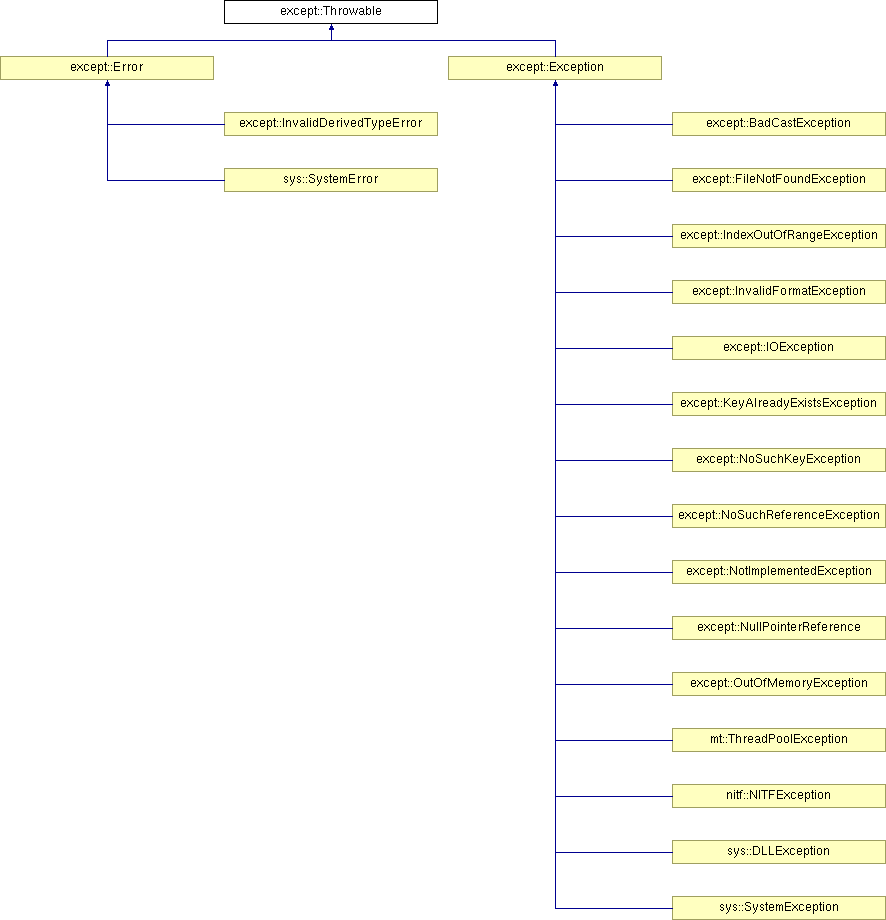 except::Throwable
except::Error
except::Exception
except::InvalidDerivedTypeError
except::BadCastException
sys::SystemError
except::FileNotFoundException
except::IndexOutOfRangeException
except::InvalidFormatException
except::IOException
except::KeyAlreadyExistsException
except::NoSuchKeyException
except::NoSuchReferenceException
except::NotImplementedException
except::NullPointerReference
except::OutOfMemoryException
mt::ThreadPoolException
nitf::NITFException
sys::DLLException
sys::SystemException